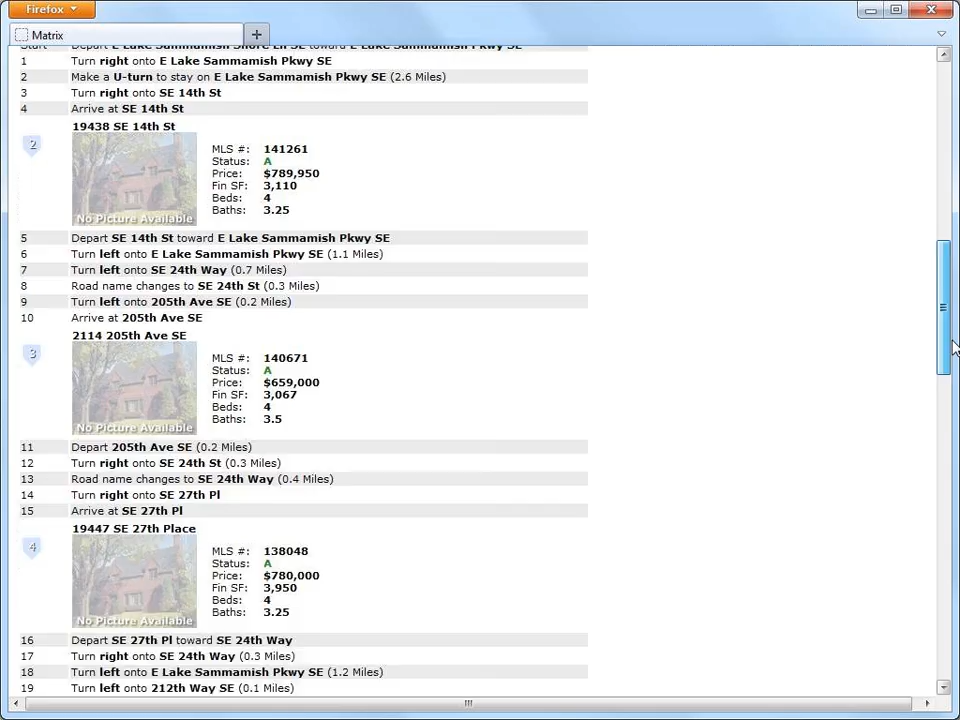 Firefox
Matrix
Start Depart E Lake Sammamish Shore Ln SE toward E Lake Sammamish Pkwy SE
1 Turn right onto E Lake Sammamish Pkwy SE
2 Make a U-turn to stay on E Lake Sammamish Pkwy SE (2.6 Miles)
3 Turn right onto SE 14th St
4 Arrive at SE 14th St
19438 SE 14th St
2
No Picture Available
MLS #: 141261
Status: A
Price: $789,950
Fin SF: 3,110
Beds: 4
Baths: 3.25
5 Depart SE 14th St toward E Lake Sammamish Pkwy SE
6 Turn left onto E Lake Sammamish Pkwy SE (1.1 Miles)
7 Turn left onto SE 24th Way (0.7 Miles)
8 Road name changes to SE 24th St (0.3 Miles)
9 Turn left onto 205th Ave SE (0.2 Miles)
10 Arrive at 205th Ave SE
2114 205th Ave SE
3
No Picture Available
MLS #: 140671
Status: A
Price: $659,000
Fin SF: 3,067
Beds: 4
Baths: 3.5
11 Depart 205th Ave SE (0.2 Miles)
12 Turn right onto SE 24th St (0.3 Miles)
13 Road name changes to SE 24th Way (0.4 Miles)
14 Turn right onto SE 27th Pl
15 Arrive at SE 27th Pl
19447 SE 27th Place
4
No Picture Available
MLS #: 138048
Status: A
Price: $780,000
Fin SF: 3,950
Beds: 4
Baths: 3.25
16 Depart SE 27th Pl toward SE 24th Way
17 Turn right onto SE 24th Way (0.3 Miles)
18 Turn left onto E Lake Sammamish Pkwy SE (1.2 Miles)
19 Turn left onto 212th Way SE (0.1 Miles)